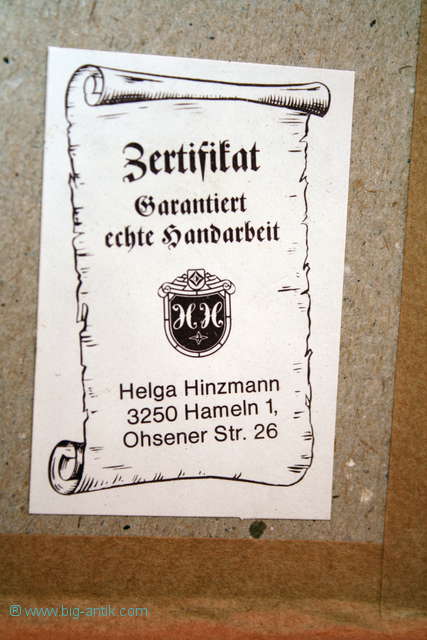 Zertifikat
Garantiert
echte Handarbeit
HH
Helga Hinzmann
3250 Hameln 1,
Ohsener Str. 26
® www.big-antik.com